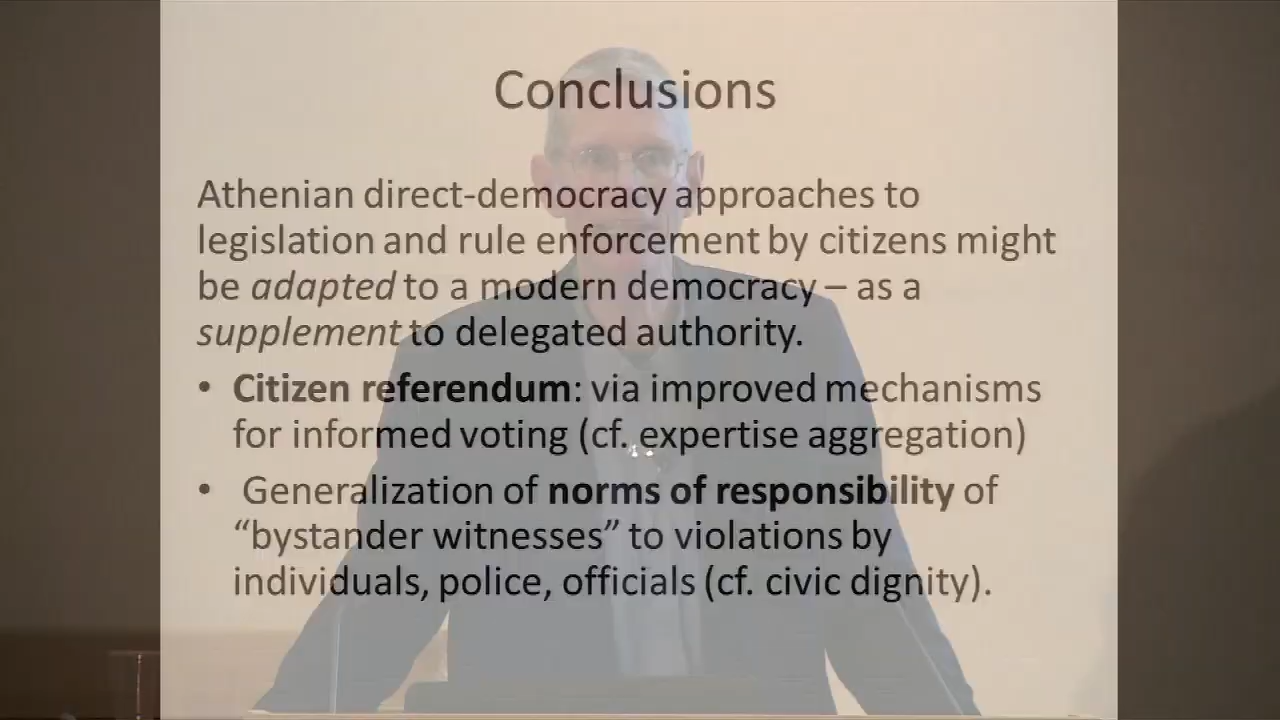 Conclusions
Athenian direct-democracy approaches to
legislation and rule enforcement by citizens might
be adapted to a modern democracy – as a
supplement to delegated authority.
• Citizen referendum: via improved mechanisms
for informed voting (cf. expertise aggregation)
• Generalization of norms of responsibility of
“bystander witnesses” to violations by
individuals, police, officials (cf. civic dignity).